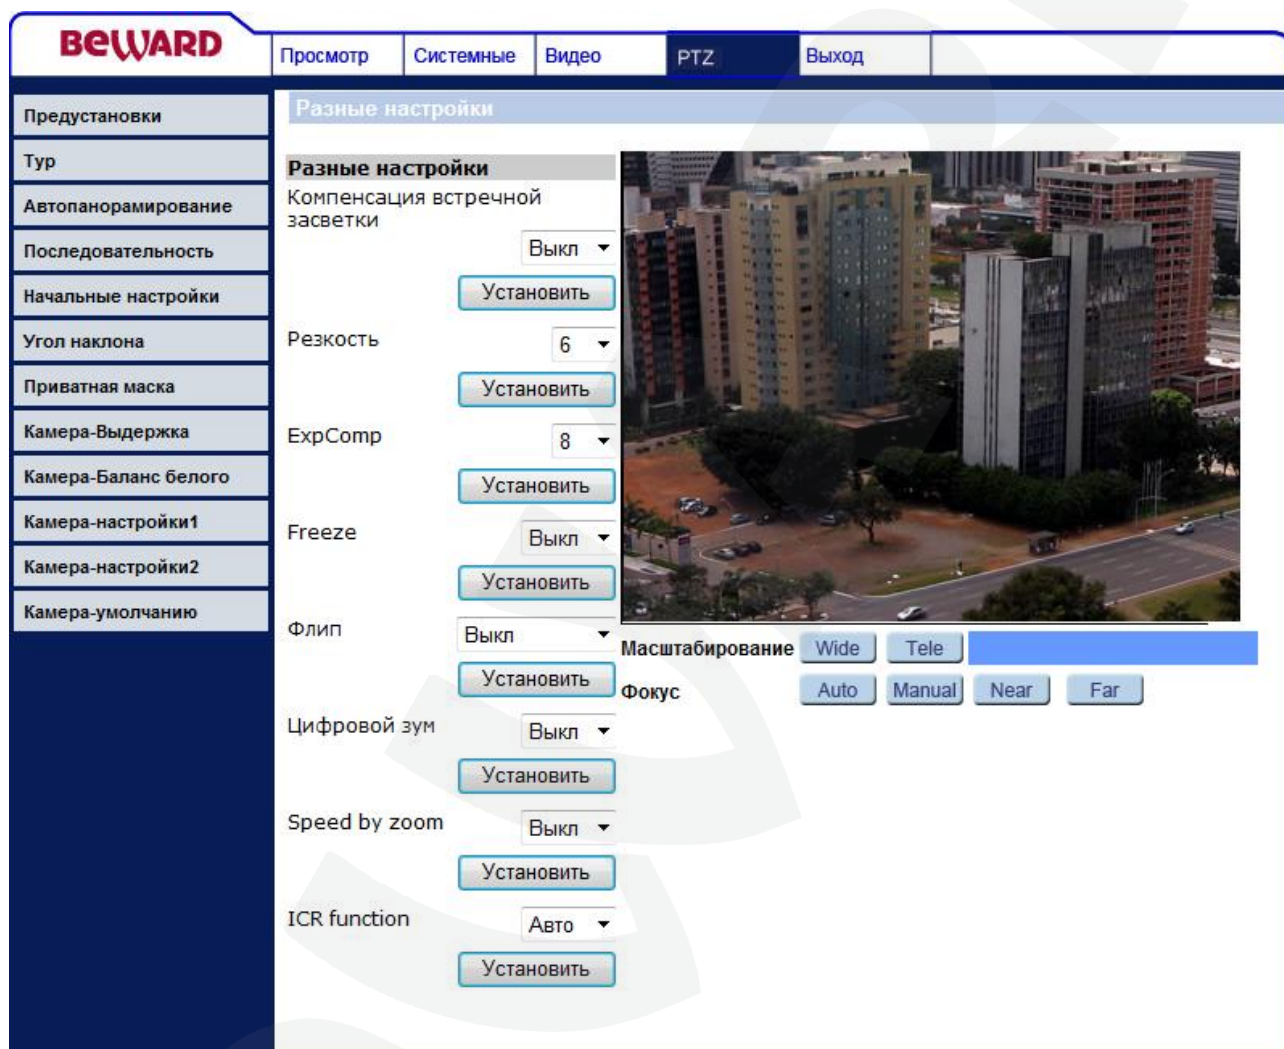 BEWARD
Просмотр Системные Видео PTZ Выход
Предустановки
Тур
Автопанорамирование
Последовательность
Начальные настройки
Угол наклона
Приватная маска
Камера-Выдержка
Камера-Баланс белого
Камера-настройки1
Камера-настройки2
Камера-умолчанию
Разные настройки
Разные настройки
Компенсация встречной
засветки
Выкл
Установить
Резкость 6
Установить
ExpComp 8
Установить
Freeze Выкл
Установить
Флип Выкл
Установить
Цифровой зум Выкл
Установить
Speed by zoom Выкл
Установить
ICR function Авто
Установить
Масштабирование Wide Tele
Фокус Auto Manual Near Far